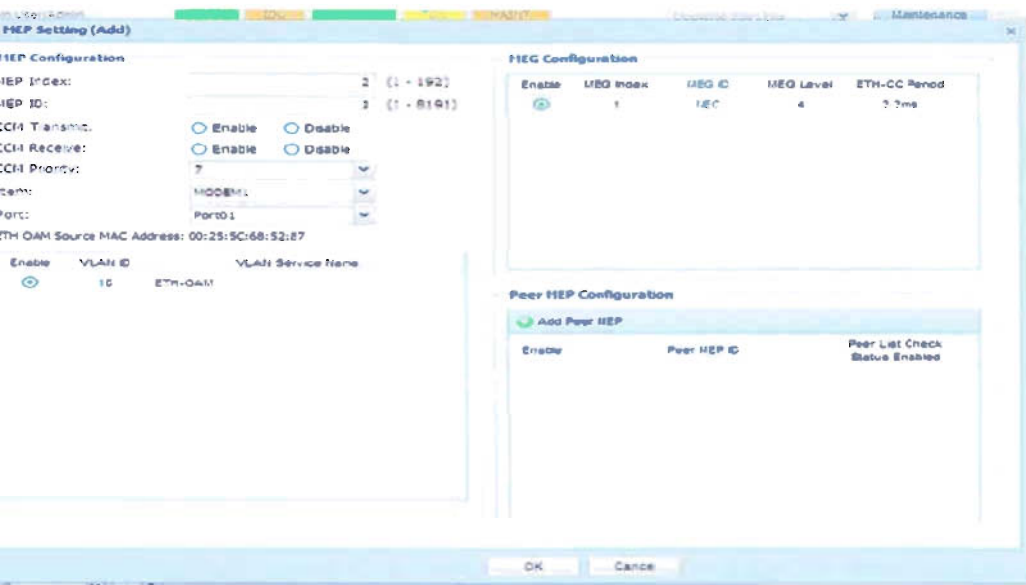 MAINT
Maintenance
MEP Setting (Add)
MEP Configuration
MEP Index: 2 (1 - 192)
MEP ID: (1 - 8191)
CCM Transmit: Enable Disable
CCM Receive: Enable Disable
CCM Priority: 7
Item: MODEM1
Port: Port01
ETH OAM Source MAC Address: 00:25:5C:68:52:87
Enable VLAN ID VLAN Service Name
ETH-OAM
MEG Configuration
Enable MEG Index MEG ID MEG Level ETH-CC Period
1 4
Peer MEP Configuration
Add Peer MEP
Enable Peer MEP ID Peer List Check
Status Enabled
OK Cancel